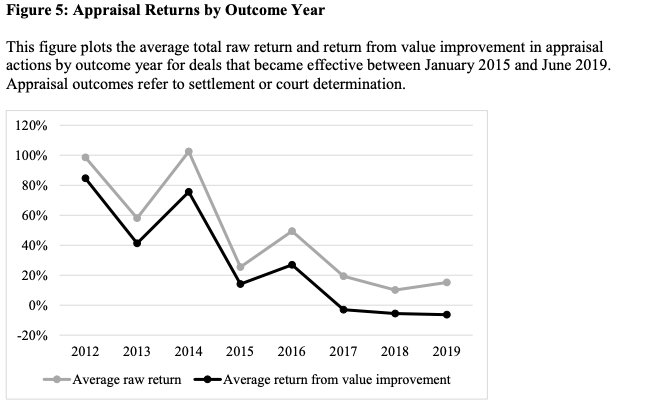 Figure 5: Appraisal Returns by Outcome Year
This figure plots the average total raw return and return from value improvement in appraisal
actions by outcome year for deals that became effective between January 2015 and June 2019.
Appraisal outcomes refer to settlement or court determination.
120%
100%
80%
60%
40%
20%
0%
-20%
2012 2013 2014 2015 2016 2017 2018 2019
Average raw return Average return from value improvement